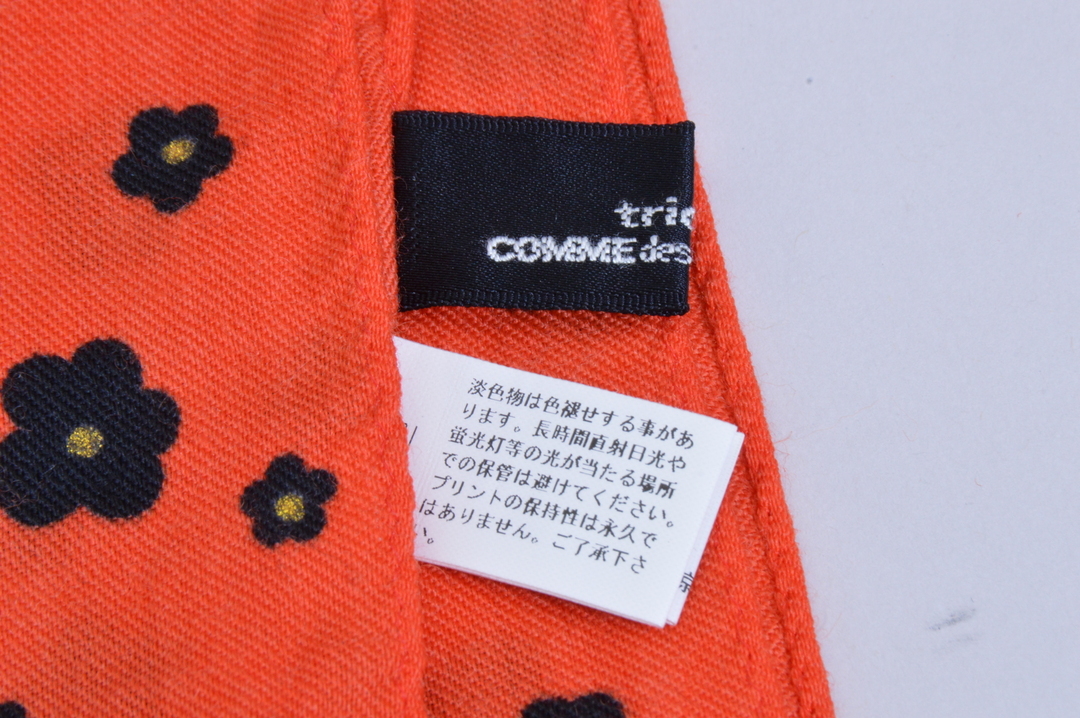 tric
COMME des
淡色物は色褪せする事があ
ります。長時間直射日光や
蛍光灯等の光が当たる場所
での保管は避けてください。
プリントの保持性は永久で
はありません。ご了承下さ
い。
京